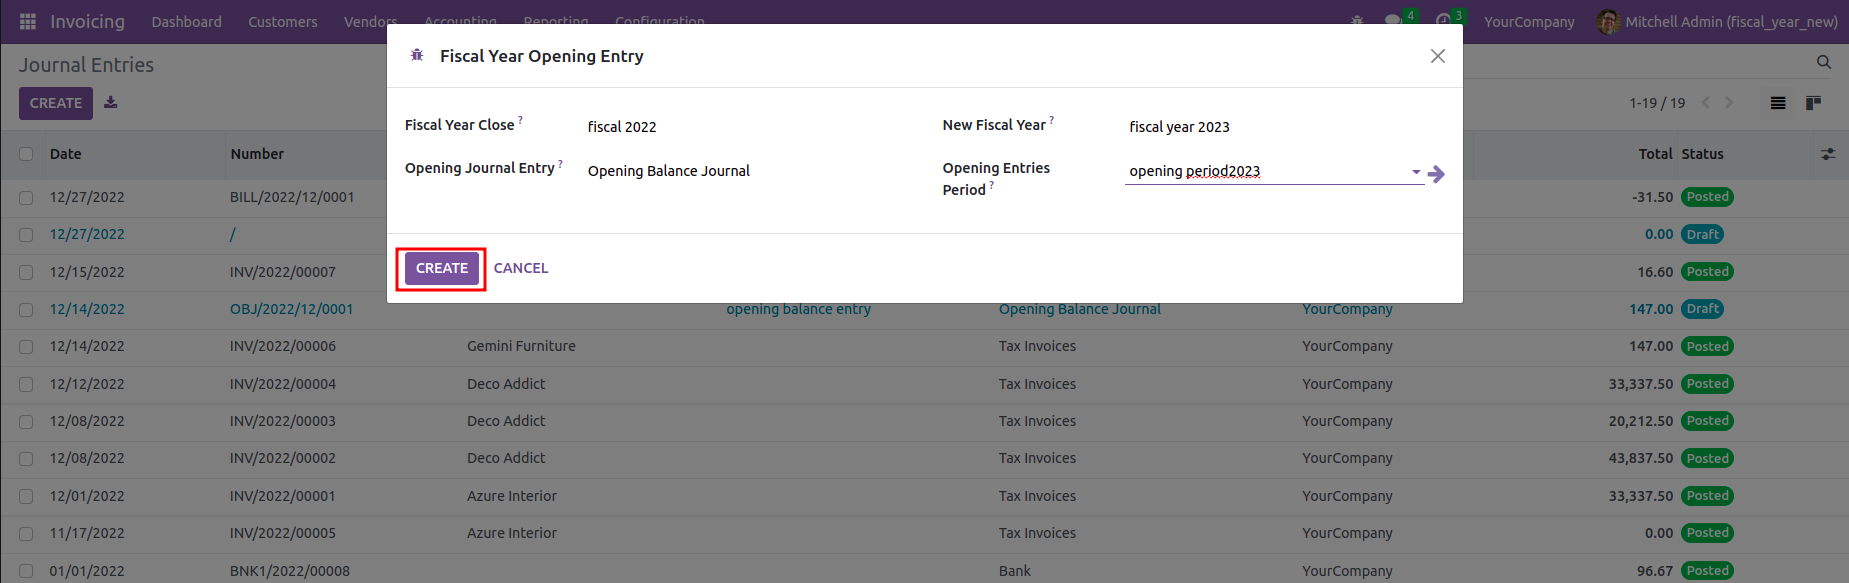 Invoicing Dashboard Customers Vendors Accounting Reporting Configuration 4 3 YourCompany Mitchell Admin (fiscal_year_new)
Journal Entries
CREATE
1-19 / 19
Fiscal Year Opening Entry
Fiscal Year Close ? fiscal 2022 New Fiscal Year ? fiscal year 2023
Opening Journal Entry ? Opening Balance Journal Opening Entries Period ? opening period2023
CREATE CANCEL
Date Number Total Status
12/27/2022 BILL/2022/12/0001 -31.50 Posted
12/27/2022 / 0.00 Draft
12/15/2022 INV/2022/00007 16.60 Posted
12/14/2022 OBJ/2022/12/0001 opening balance entry Opening Balance Journal YourCompany 147.00 Draft
12/14/2022 INV/2022/00006 Gemini Furniture Tax Invoices YourCompany 147.00 Posted
12/12/2022 INV/2022/00004 Deco Addict Tax Invoices YourCompany 33,337.50 Posted
12/08/2022 INV/2022/00003 Deco Addict Tax Invoices YourCompany 20,212.50 Posted
12/08/2022 INV/2022/00002 Deco Addict Tax Invoices YourCompany 43,837.50 Posted
12/01/2022 INV/2022/00001 Azure Interior Tax Invoices YourCompany 33,337.50 Posted
11/17/2022 INV/2022/00005 Azure Interior Tax Invoices YourCompany 0.00 Posted
01/01/2022 BNK1/2022/00008 Bank YourCompany 96.67 Posted